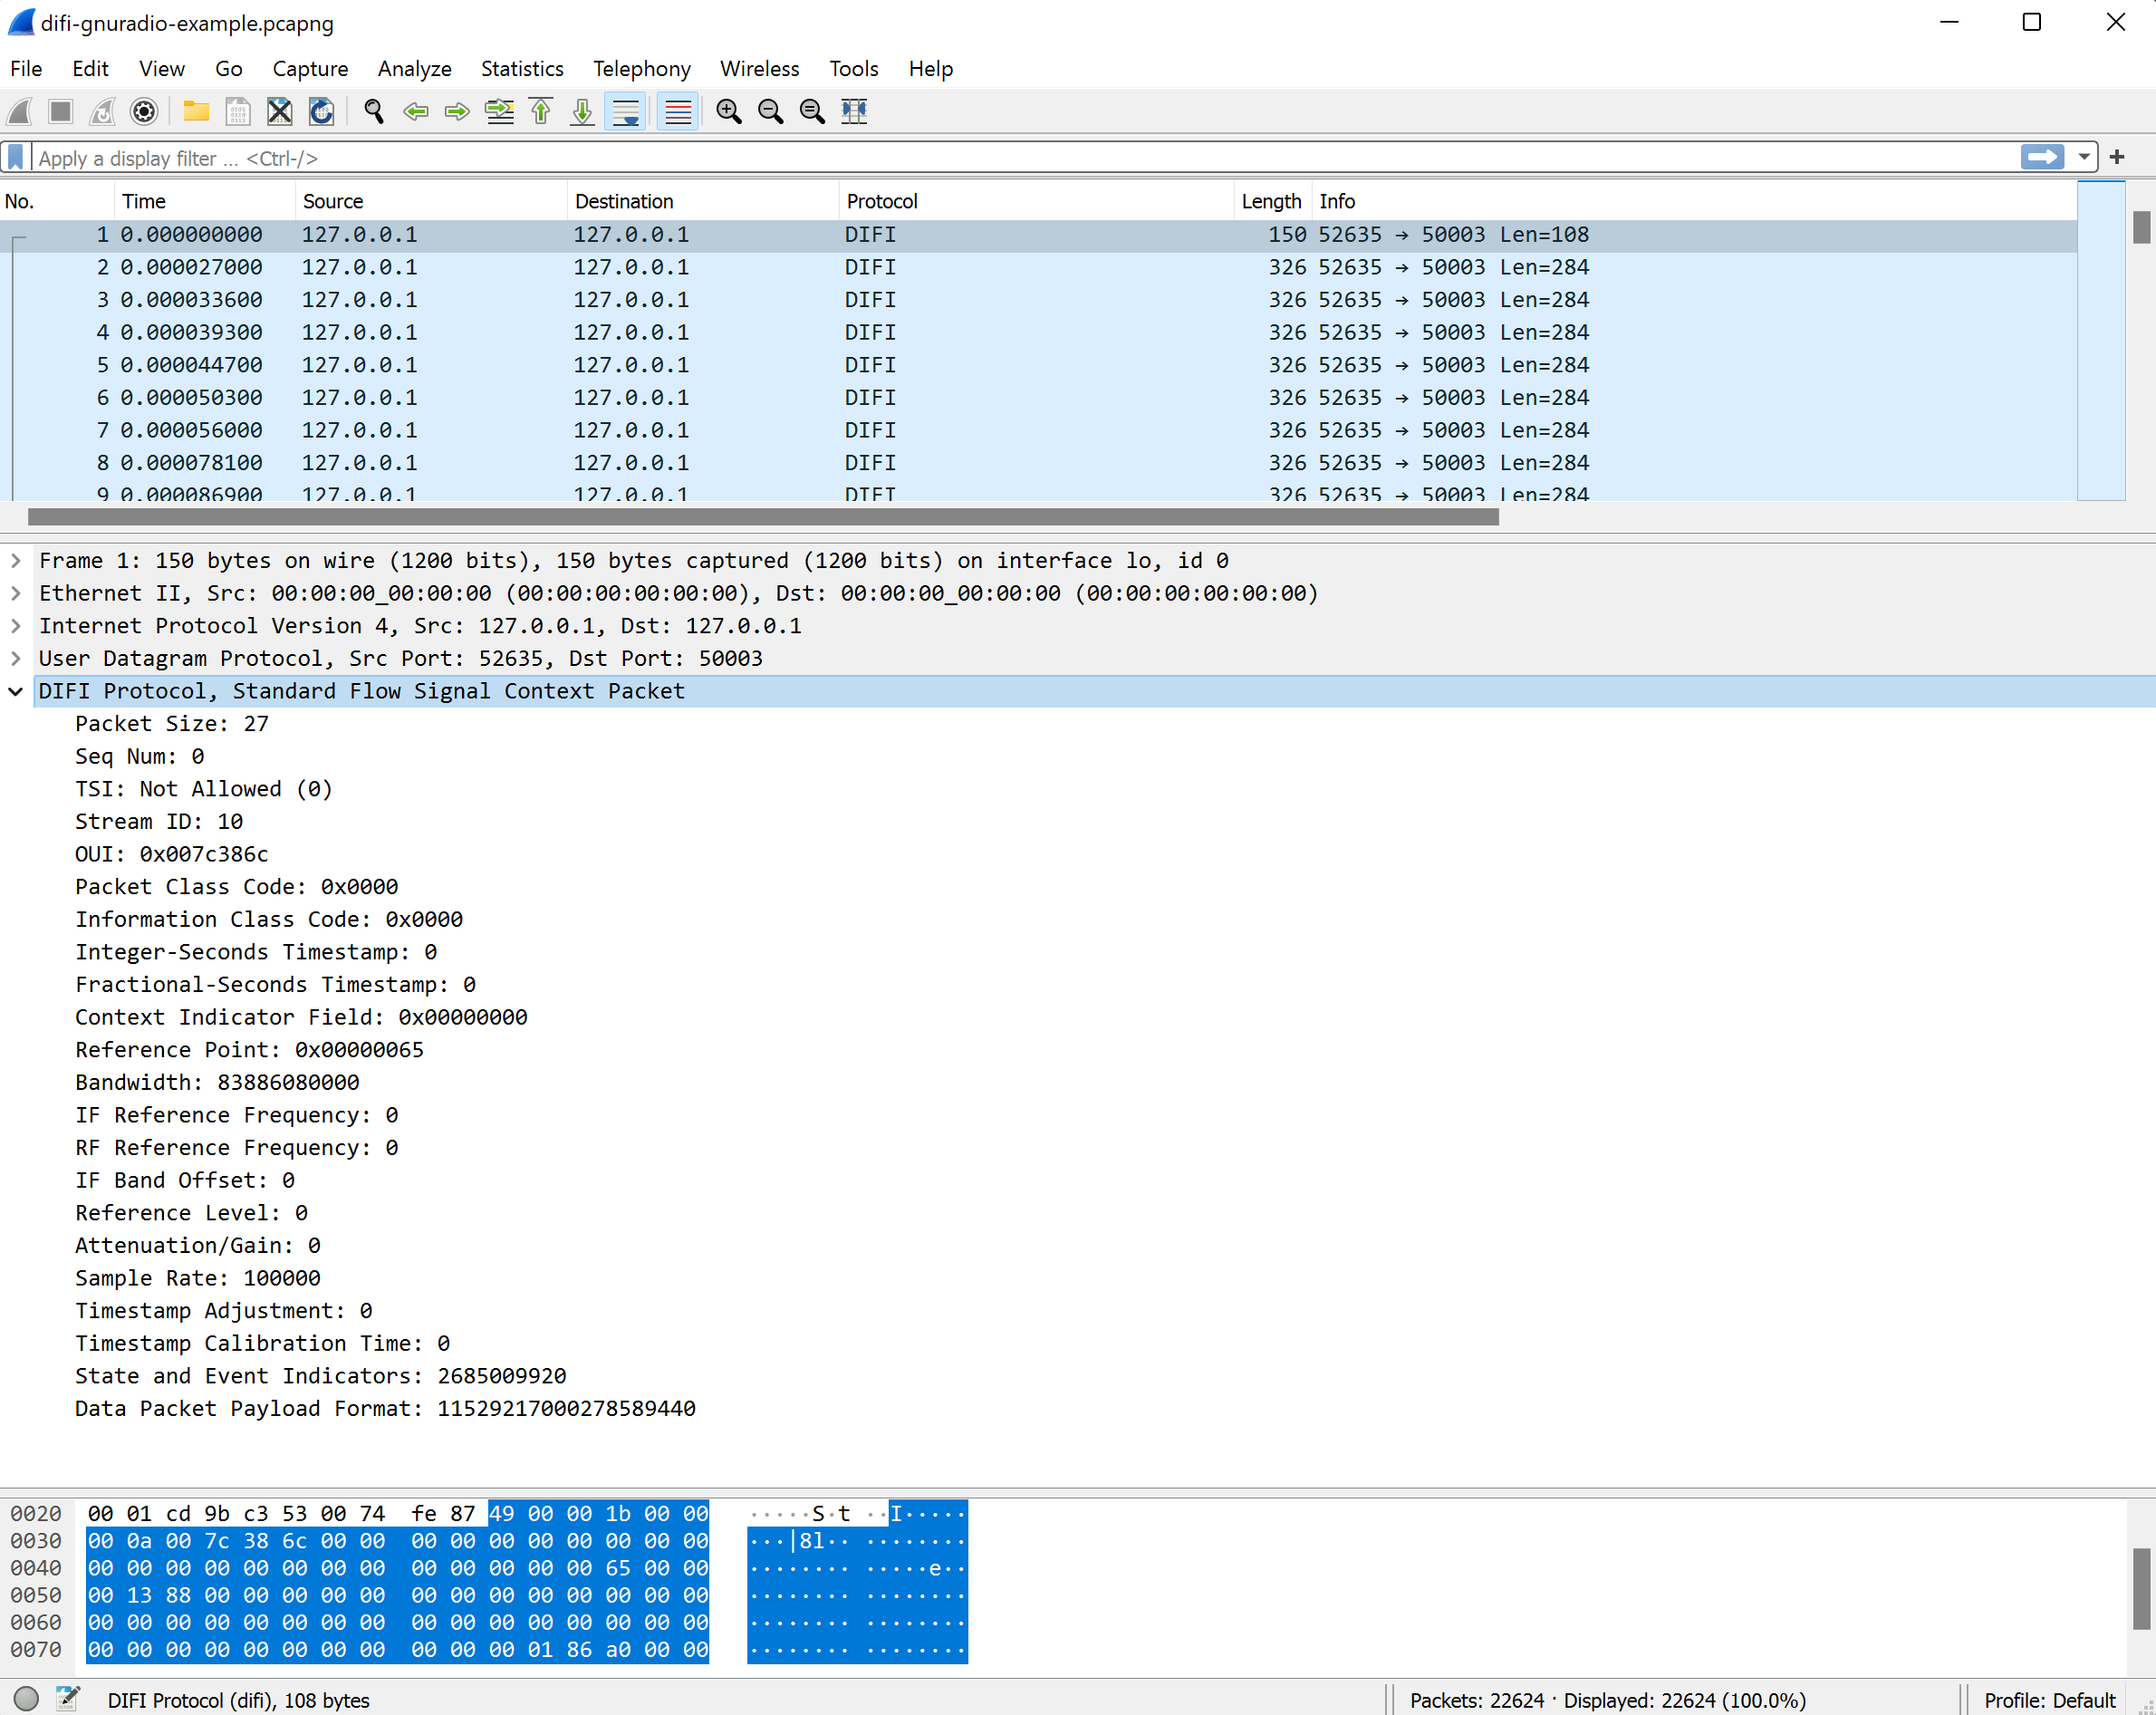 difi-gnuradio-example.pcapng
File Edit View Go Capture Analyze Statistics Telephony Wireless Tools Help
Apply a display filter ... <Ctrl-/>
No. Time Source Destination Protocol Length Info
1 0.000000000 127.0.0.1 127.0.0.1 DIFI 150 52635 → 50003 Len=108
2 0.000027000 127.0.0.1 127.0.0.1 DIFI 326 52635 → 50003 Len=284
3 0.000033600 127.0.0.1 127.0.0.1 DIFI 326 52635 → 50003 Len=284
4 0.000039300 127.0.0.1 127.0.0.1 DIFI 326 52635 → 50003 Len=284
5 0.000044700 127.0.0.1 127.0.0.1 DIFI 326 52635 → 50003 Len=284
6 0.000050300 127.0.0.1 127.0.0.1 DIFI 326 52635 → 50003 Len=284
7 0.000056000 127.0.0.1 127.0.0.1 DIFI 326 52635 → 50003 Len=284
8 0.000078100 127.0.0.1 127.0.0.1 DIFI 326 52635 → 50003 Len=284
9 0.000086900 127.0.0.1 127.0.0.1 DIFI 326 52635 → 50003 Len=284
Frame 1: 150 bytes on wire (1200 bits), 150 bytes captured (1200 bits) on interface lo, id 0
Ethernet II, Src: 00:00:00_00:00:00 (00:00:00:00:00:00), Dst: 00:00:00_00:00:00 (00:00:00:00:00:00)
Internet Protocol Version 4, Src: 127.0.0.1, Dst: 127.0.0.1
User Datagram Protocol, Src Port: 52635, Dst Port: 50003
DIFI Protocol, Standard Flow Signal Context Packet
Packet Size: 27
Seq Num: 0
TSI: Not Allowed (0)
Stream ID: 10
OUI: 0x007c386c
Packet Class Code: 0x0000
Information Class Code: 0x0000
Integer-Seconds Timestamp: 0
Fractional-Seconds Timestamp: 0
Context Indicator Field: 0x00000000
Reference Point: 0x00000065
Bandwidth: 83886080000
IF Reference Frequency: 0
RF Reference Frequency: 0
IF Band Offset: 0
Reference Level: 0
Attenuation/Gain: 0
Sample Rate: 100000
Timestamp Adjustment: 0
Timestamp Calibration Time: 0
State and Event Indicators: 2685009920
Data Packet Payload Format: 11529217000278589440
0020 00 01 cd 9b c3 53 00 74 fe 87 49 00 00 1b 00 00 ·····S·t ··I·····
0030 00 0a 00 7c 38 6c 00 00 00 00 00 00 00 00 00 00 ···|8l·· ········
0040 00 00 00 00 00 00 00 00 00 00 00 00 00 65 00 00 ········ ·····e··
0050 00 13 88 00 00 00 00 00 00 00 00 00 00 00 00 00 ········ ········
0060 00 00 00 00 00 00 00 00 00 00 00 00 00 00 00 00 ········ ········
0070 00 00 00 00 00 00 00 00 00 00 00 01 86 a0 00 00 ········ ········
DIFI Protocol (difi), 108 bytes Packets: 22624 · Displayed: 22624 (100.0%) Profile: Default